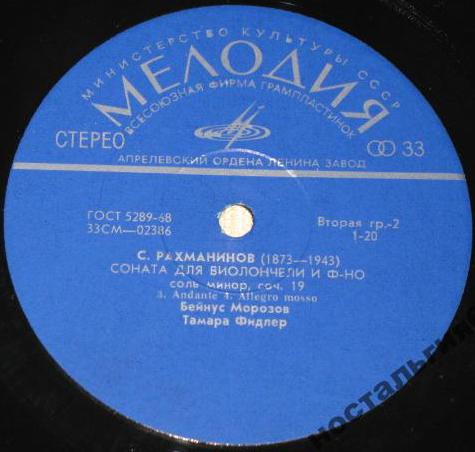 МИНИСТЕРСТВО КУЛЬТУРЫ СССР
МЕЛОДИЯ
ВСЕСОЮЗНАЯ ФИРМА ГРАМПЛАСТИНОК
СТЕРЕО
33
АПРЕЛЕВСКИЙ ОРДЕНА ЛЕНИНА ЗАВОД
ГОСТ 5289-68
33СМ—02386
Вторая гр.-2
1-20
С. РАХМАНИНОВ (1873—1943)
СОНАТА ДЛЯ ВИОЛОНЧЕЛИ И Ф-НО
соль минор, соч. 19
3. Andante 4. Allegro mosso
Бейнус Морозов
Тамара Фидлер